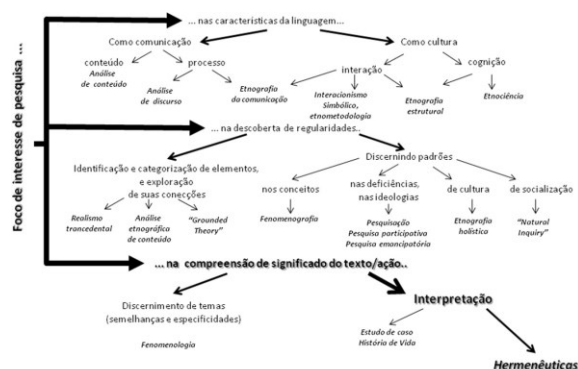 Foco de interesse de pesquisa ...
... nas características da linguagem...
Como comunicação
Como cultura
conteúdo
processo
interação
cognição
Análise
de conteúdo
Análise
de discurso
Etnografia
da comunicação
Interacionismo
Simbólico,
etnometodologia
Etnografia
estrutural
Etnociência
... na descoberta de regularidades..
Identificação e categorização de elementos,
e exploração
de suas conecções
Discernindo padrões
nos conceitos
nas deficiências,
nas ideologias
de cultura
de socialização
Realismo
trancedental
Análise
etnográfica
de conteúdo
"Grounded
Theory"
Fenomenografia
Pesquisação
Pesquisa participativa
Pesquisa emancipatória
Etnografia
holística
"Natural
Inquiry"
... na compreensão de significado do texto/ação..
Discernimento de temas
(semelhanças e especificidades)
Interpretação
Fenomenologia
Estudo de caso
História de Vida
Hermenêuticas